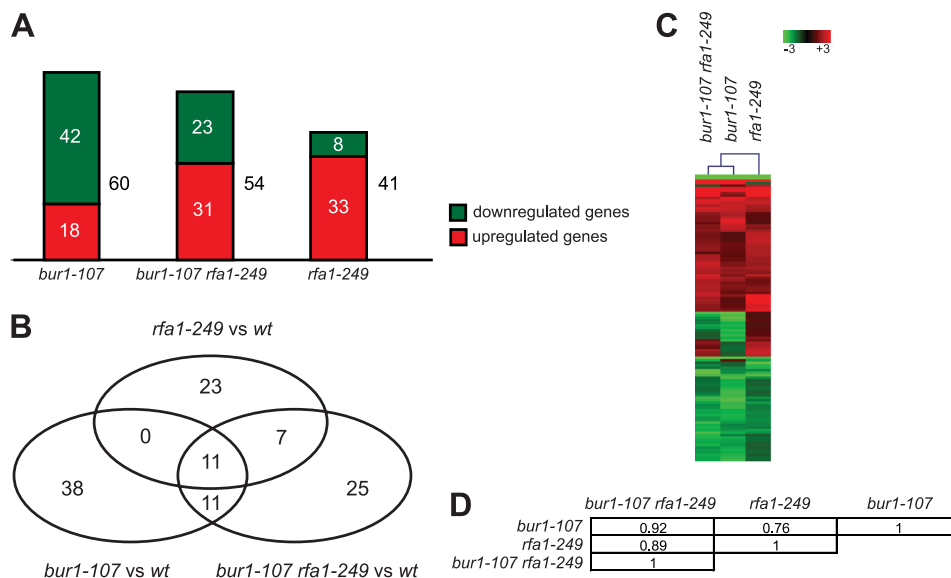 A
42
18
60
23
31
54
8
33
41
bur1-107
bur1-107 rfa1-249
rfa1-249
downregulated genes
upregulated genes
B
rfa1-249 vs wt
23
0
7
11
38
11
25
bur1-107 vs wt
bur1-107 rfa1-249 vs wt
C
bur1-107 rfa1-249
bur1-107
rfa1-249
-3 +3
D
bur1-107 rfa1-249 rfa1-249 bur1-107
bur1-107 0.92 0.76 1
rfa1-249 0.89 1
bur1-107 rfa1-249 1